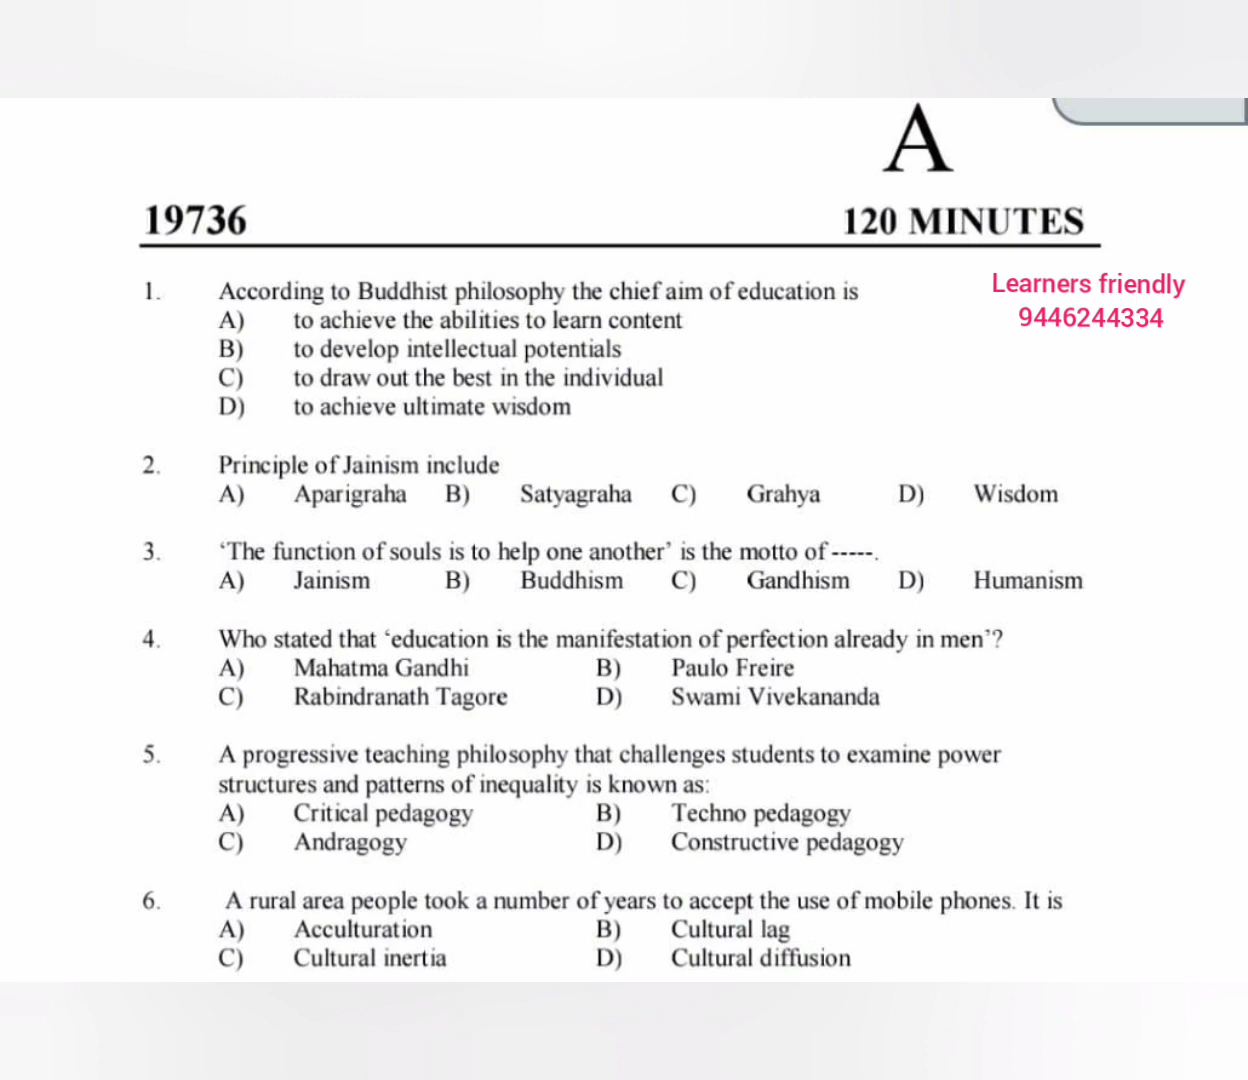 A
19736 120 MINUTES
Learners friendly
9446244334
1. According to Buddhist philosophy the chief aim of education is
A) to achieve the abilities to learn content
B) to develop intellectual potentials
C) to draw out the best in the individual
D) to achieve ultimate wisdom
2. Principle of Jainism include
A) Aparigraha B) Satyagraha C) Grahya D) Wisdom
3. ‘The function of souls is to help one another’ is the motto of -----.
A) Jainism B) Buddhism C) Gandhism D) Humanism
4. Who stated that ‘education is the manifestation of perfection already in men’?
A) Mahatma Gandhi B) Paulo Freire
C) Rabindranath Tagore D) Swami Vivekananda
5. A progressive teaching philosophy that challenges students to examine power
structures and patterns of inequality is known as:
A) Critical pedagogy B) Techno pedagogy
C) Andragogy D) Constructive pedagogy
6. A rural area people took a number of years to accept the use of mobile phones. It is
A) Acculturation B) Cultural lag
C) Cultural inertia D) Cultural diffusion